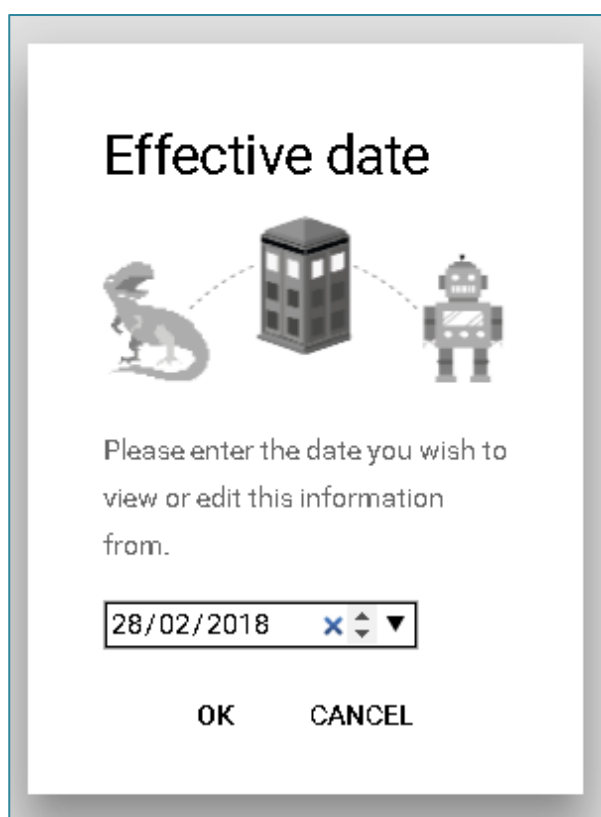 Effective date
Please enter the date you wish to
view or edit this information
from.
28/02/2018
OK CANCEL